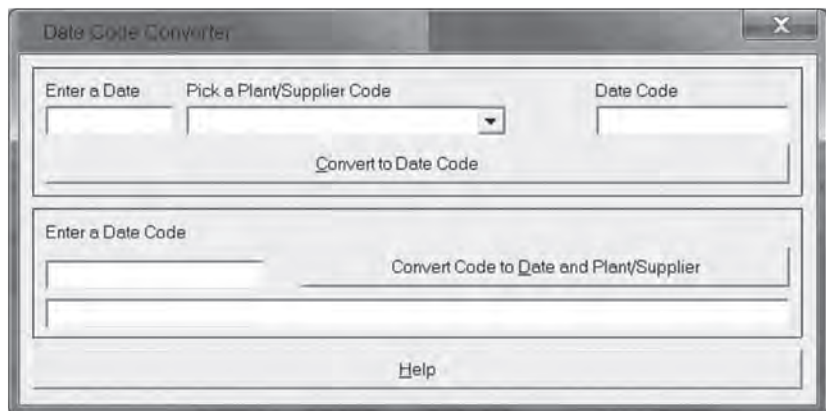 Date Code Converter
Enter a Date Pick a Plant/Supplier Code Date Code
Convert to Date Code
Enter a Date Code
Convert Code to Date and Plant/Supplier
Help